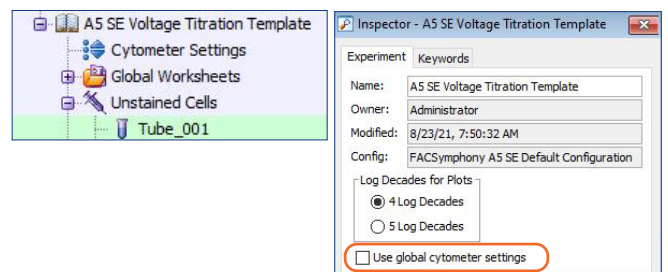 A5 SE Voltage Titration Template
Cytometer Settings
Global Worksheets
Unstained Cells
Tube_001
Inspector - A5 SE Voltage Titration Template
Experiment Keywords
Name: A5 SE Voltage Titration Template
Owner: Administrator
Modified: 8/23/21, 7:50:32 AM
Config: FACSymphony A5 SE Default Configuration
Log Decades for Plots
4 Log Decades
5 Log Decades
Use global cytometer settings